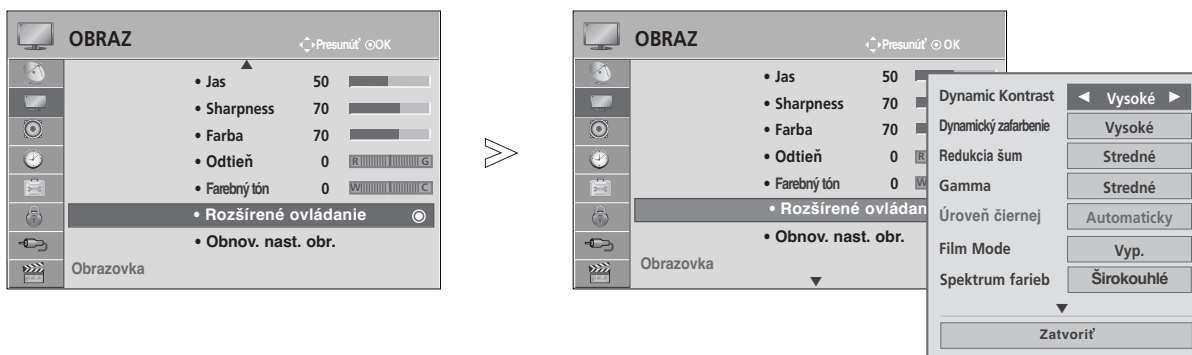 OBRAZ
Presunúť OK
• Jas 50
• Sharpness 70
• Farba 70
• Odtieň 0 R G
• Farebný tón 0 W C
• Rozšírené ovládanie
• Obnov. nast. obr.
Obrazovka
OBRAZ
Presunúť OK
• Jas 50
• Sharpness 70
• Farba 70
• Odtieň 0 R
• Farebný tón 0 W
• Rozšírené ovládan
• Obnov. nast. obr.
Obrazovka
Dynamic Kontrast Vysoké
Dynamický zafarbenie Vysoké
Redukcia šum Stredné
Gamma Stredné
Úroveň čiernej Automaticky
Film Mode Vyp.
Spektrum farieb Širokouhlé
Zatvoriť